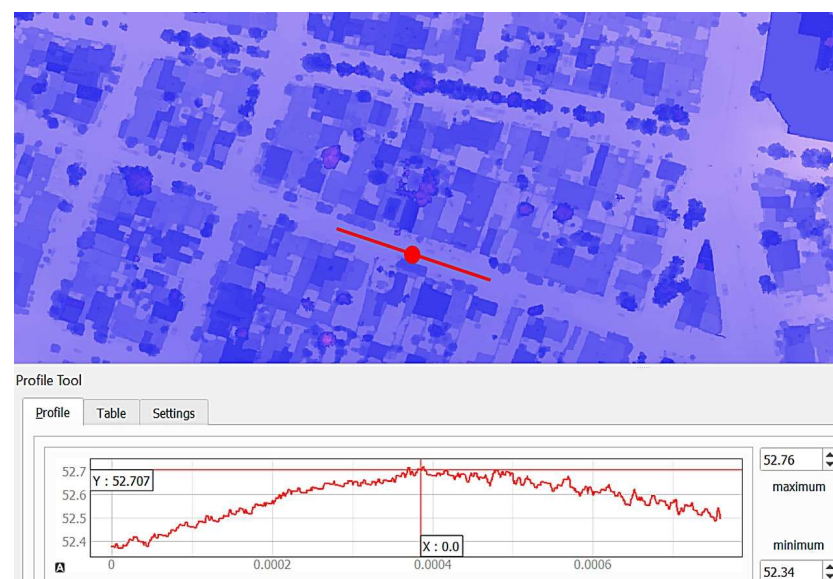 Profile Tool
Profile Table Settings
52.7
Y : 52.707
52.6
52.5
52.4
X : 0.0
A
0 0.0002 0.0004 0.0006
52.76
maximum
minimum
52.34